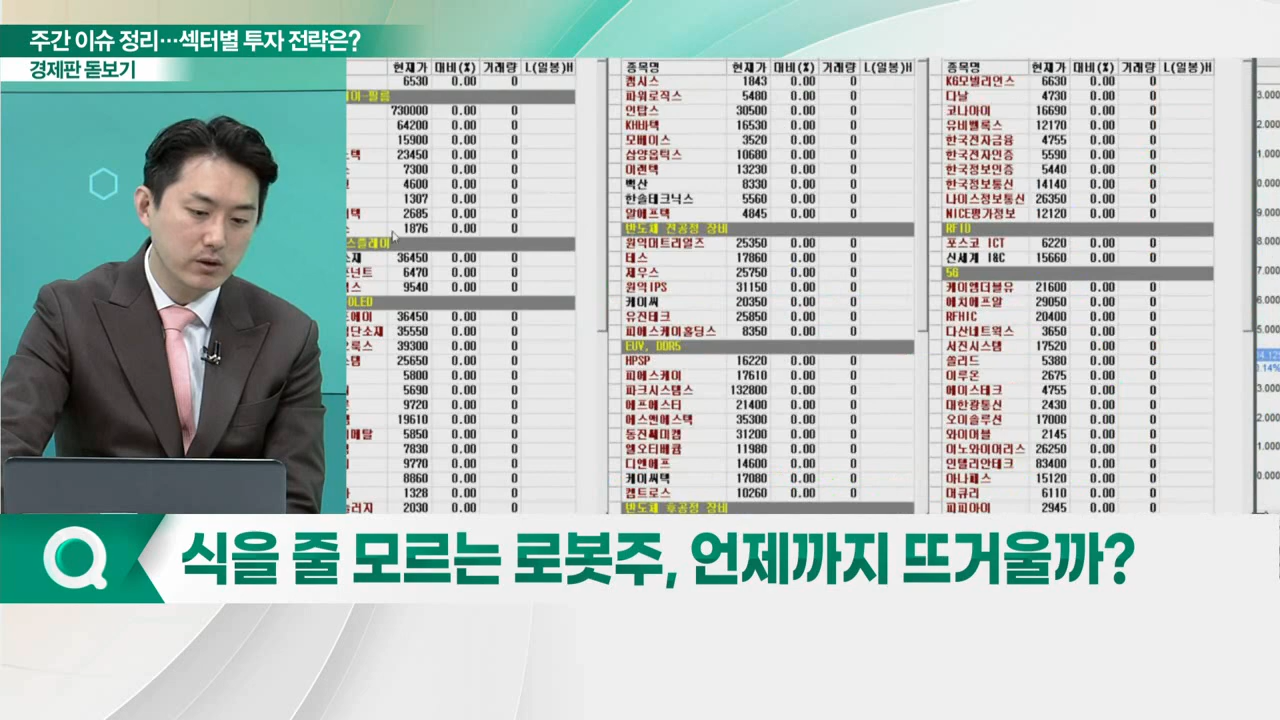 주간 이슈 정리…섹터별 투자 전략은?
경제판 돋보기
현재가 대비(%) 거래량 L(일봉)H
6530 0.00 0
730000 0.00 0
64200 0.00 0
15900 0.00 0
23450 0.00 0
7300 0.00 0
4600 0.00 0
1307 0.00 0
2685 0.00 0
1876 0.00 0
36450 0.00 0
6470 0.00 0
9540 0.00 0
OLED
36450 0.00 0
35550 0.00 0
39300 0.00 0
25650 0.00 0
5800 0.00 0
5690 0.00 0
9720 0.00 0
19610 0.00 0
5850 0.00 0
7830 0.00 0
9770 0.00 0
8860 0.00 0
1328 0.00 0
2030 0.00 0
종목명 현재가 대비(%) 거래량 L(일봉)H
캠시스 1843 0.00 0
파워로직스 5480 0.00 0
인탑스 30500 0.00 0
KH바텍 16530 0.00 0
모베이스 3520 0.00 0
삼양옵틱스 10680 0.00 0
이랜텍 13230 0.00 0
백산 8330 0.00 0
한솔테크닉스 5560 0.00 0
알에프텍 4845 0.00 0
반도체 전공정 장비
원익머트리얼즈 25350 0.00 0
테스 17860 0.00 0
제우스 25750 0.00 0
원익IPS 31150 0.00 0
케이씨 20350 0.00 0
유진테크 25850 0.00 0
피에스케이홀딩스 8350 0.00 0
EUV, DDR5
HPSP 16220 0.00 0
피에스케이 17610 0.00 0
파크시스템스 132800 0.00 0
에프에스티 21400 0.00 0
에스앤에스텍 35300 0.00 0
동진쎄미켐 31200 0.00 0
엘오티베큠 11980 0.00 0
디엔에프 14600 0.00 0
케이씨텍 17080 0.00 0
켐트로스 10260 0.00 0
반도체 후공정 장비
종목명 현재가 대비(%) 거래량 L(일봉)H
KG모빌리언스 6630 0.00 0
다날 4730 0.00 0
코나아이 16690 0.00 0
유비벨록스 12170 0.00 0
한국전자금융 4755 0.00 0
한국전자인증 5590 0.00 0
한국정보인증 5440 0.00 0
한국정보통신 14140 0.00 0
나이스정보통신 26350 0.00 0
NICE평가정보 12120 0.00 0
RFID
포스코 ICT 6220 0.00 0
신세계 I&C 15660 0.00 0
5G
케이엠더블유 21600 0.00 0
에치에프알 29050 0.00 0
RFHIC 20400 0.00 0
다산네트웍스 3650 0.00 0
서진시스템 17520 0.00 0
쏠리드 5380 0.00 0
이루온 2675 0.00 0
에이스테크 4755 0.00 0
대한광통신 2430 0.00 0
오이솔루션 17000 0.00 0
와이어블 2145 0.00 0
이노와이어리스 26250 0.00 0
인텔리안테크 83400 0.00 0
아나패스 15120 0.00 0
머큐리 6110 0.00 0
피피아이 2945 0.00 0
식을 줄 모르는 로봇주, 언제까지 뜨거울까?